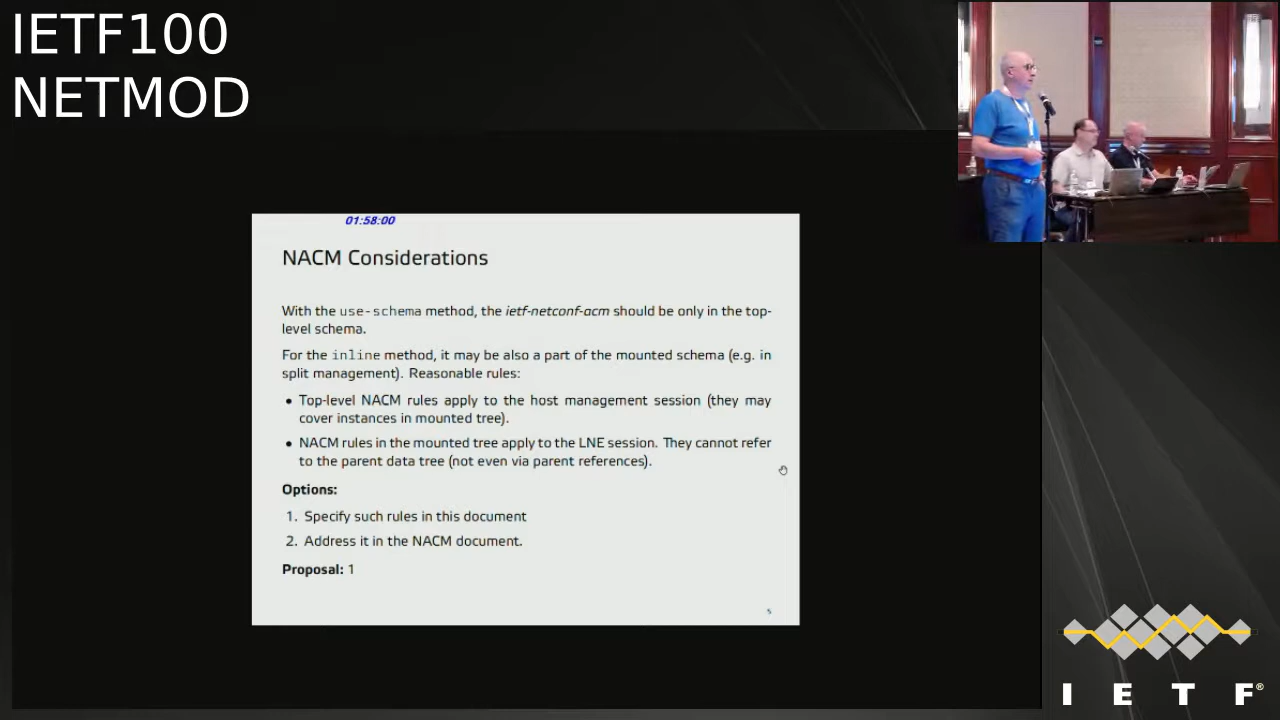 IETF100
NETMOD
01:58:00
NACM Considerations
With the use-schema method, the ietf-netconf-acm should be only in the top-
level schema.
For the inline method, it may be also a part of the mounted schema (e.g. in
split management). Reasonable rules:
• Top-level NACM rules apply to the host management session (they may
cover instances in mounted tree).
• NACM rules in the mounted tree apply to the LNE session. They cannot refer
to the parent data tree (not even via parent references).
Options:
1. Specify such rules in this document
2. Address it in the NACM document.
Proposal: 1
5
I E T F®